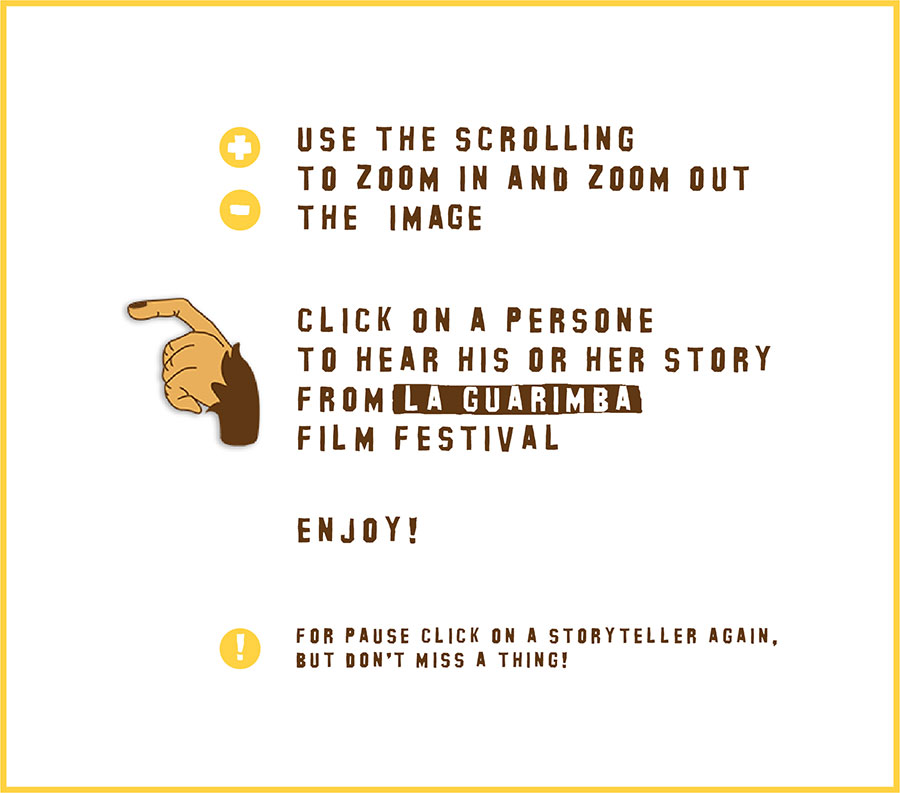 USE THE SCROLLING
TO ZOOM IN AND ZOOM OUT
THE IMAGE
CLICK ON A PERSONE
TO HEAR HIS OR HER STORY
FROM LA GUARIMBA
FILM FESTIVAL
ENJOY!
FOR PAUSE CLICK ON A STORYTELLER AGAIN,
BUT DON'T MISS A THING!